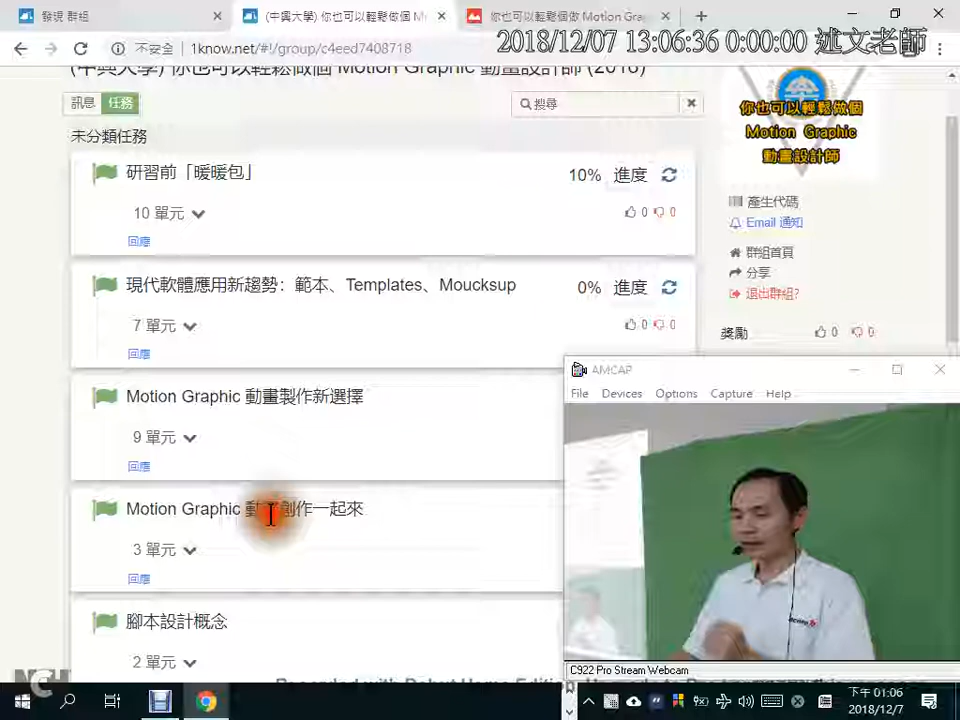 發現 群組
(中興大學) 你也可以輕鬆做個 M
你也可以輕鬆個做 Motion Gra
不安全
1know.net/#!/group/c4eed7408718
2018/12/07 13:06:36 0:00:00 述文老師
(中興大學) 你也可以輕鬆做個 Motion Graphic 動畫設計師 (2018)
訊息
任務
搜尋
未分類任務
研習前「暖暖包」
10% 進度
10 單元
0 0
回應
現代軟體應用新趨勢：範本、Templates、Moucksup
0% 進度
7 單元
0 0
回應
Motion Graphic 動畫製作新選擇
9 單元
回應
Motion Graphic 動畫創作一起來
3 單元
回應
腳本設計概念
2 單元
你也可以輕鬆做個
Motion Graphic
動畫設計師
產生代碼
Email 通知
群組首頁
分享
退出群組?
獎勵
0 0
AMCAP
File Devices Options Capture Help
C922 Pro Stream Webcam
下午 01:06
2018/12/7